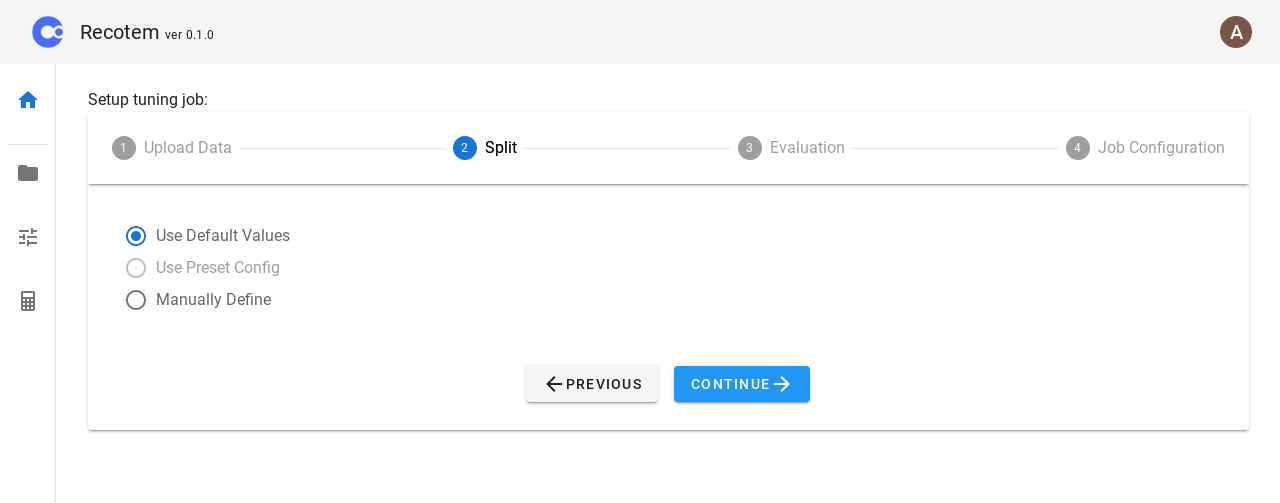 Recotem ver 0.1.0
A
Setup tuning job:
1 Upload Data
2 Split
3 Evaluation
4 Job Configuration
Use Default Values
Use Preset Config
Manually Define
PREVIOUS
CONTINUE